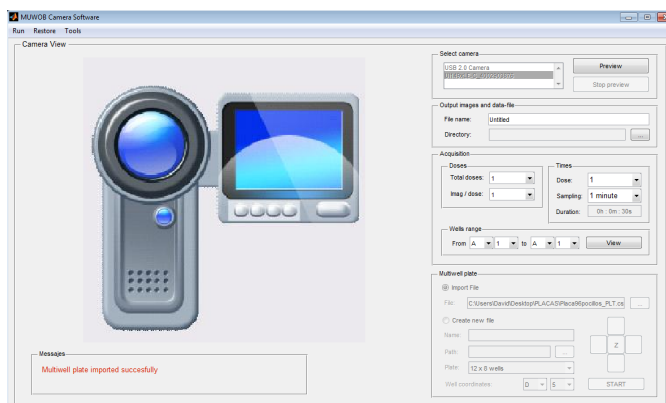 MUWOB Camera Software
Run Restore Tools
Camera View
Select camera
USB 2.0 Camera
Preview
Stop preview
Output images and data-file
File name: Untitled
Directory: ...
Acquisition
Doses
Total doses: 1
Imag / dose: 1
Times
Dose: 1
Sampling: 1 minute
Duration: 0h : 0m : 30s
Wells range
From A 1 to A 1 View
Multiwell plate
Import File
File: C:\Users\David\Desktop\PLACAS\Placa96pocillos_PLT.cs ...
Create new file
Name:
Path: ...
Plate: 12 x 8 wells
Well coordinates: D 5
Z
START
Messajes
Multiwell plate imported succesfully